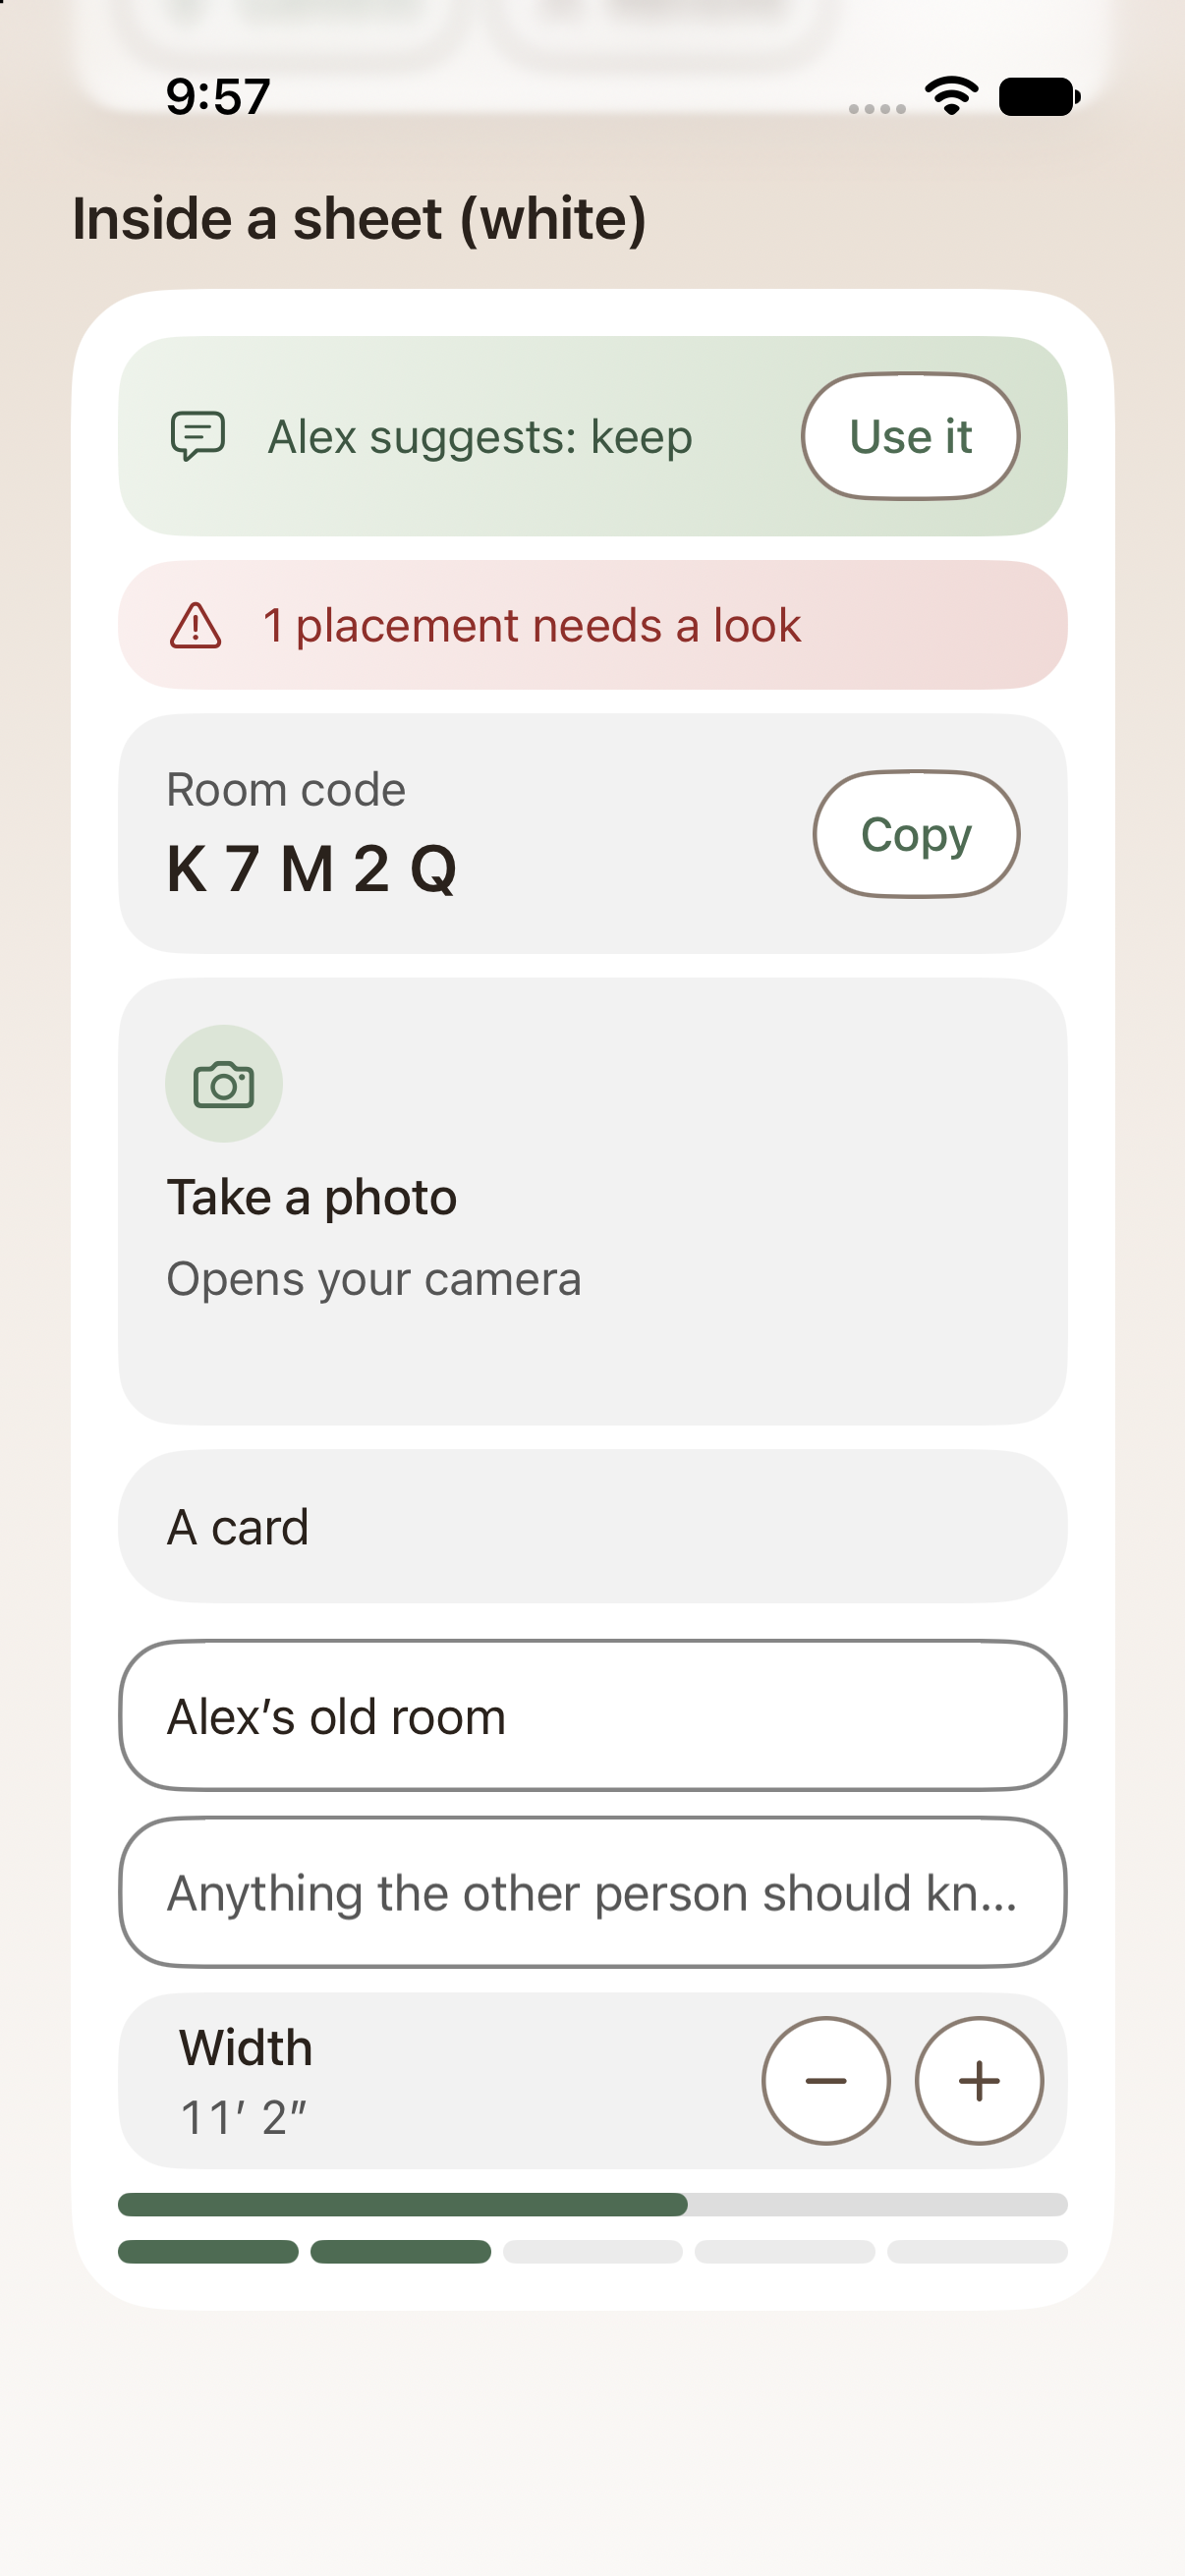 9:57
Inside a sheet (white)
Alex suggests: keep
Use it
1 placement needs a look
Room code
K 7 M 2 Q
Copy
Take a photo
Opens your camera
A card
Alex’s old room
Anything the other person should kn...
Width
11′ 2″